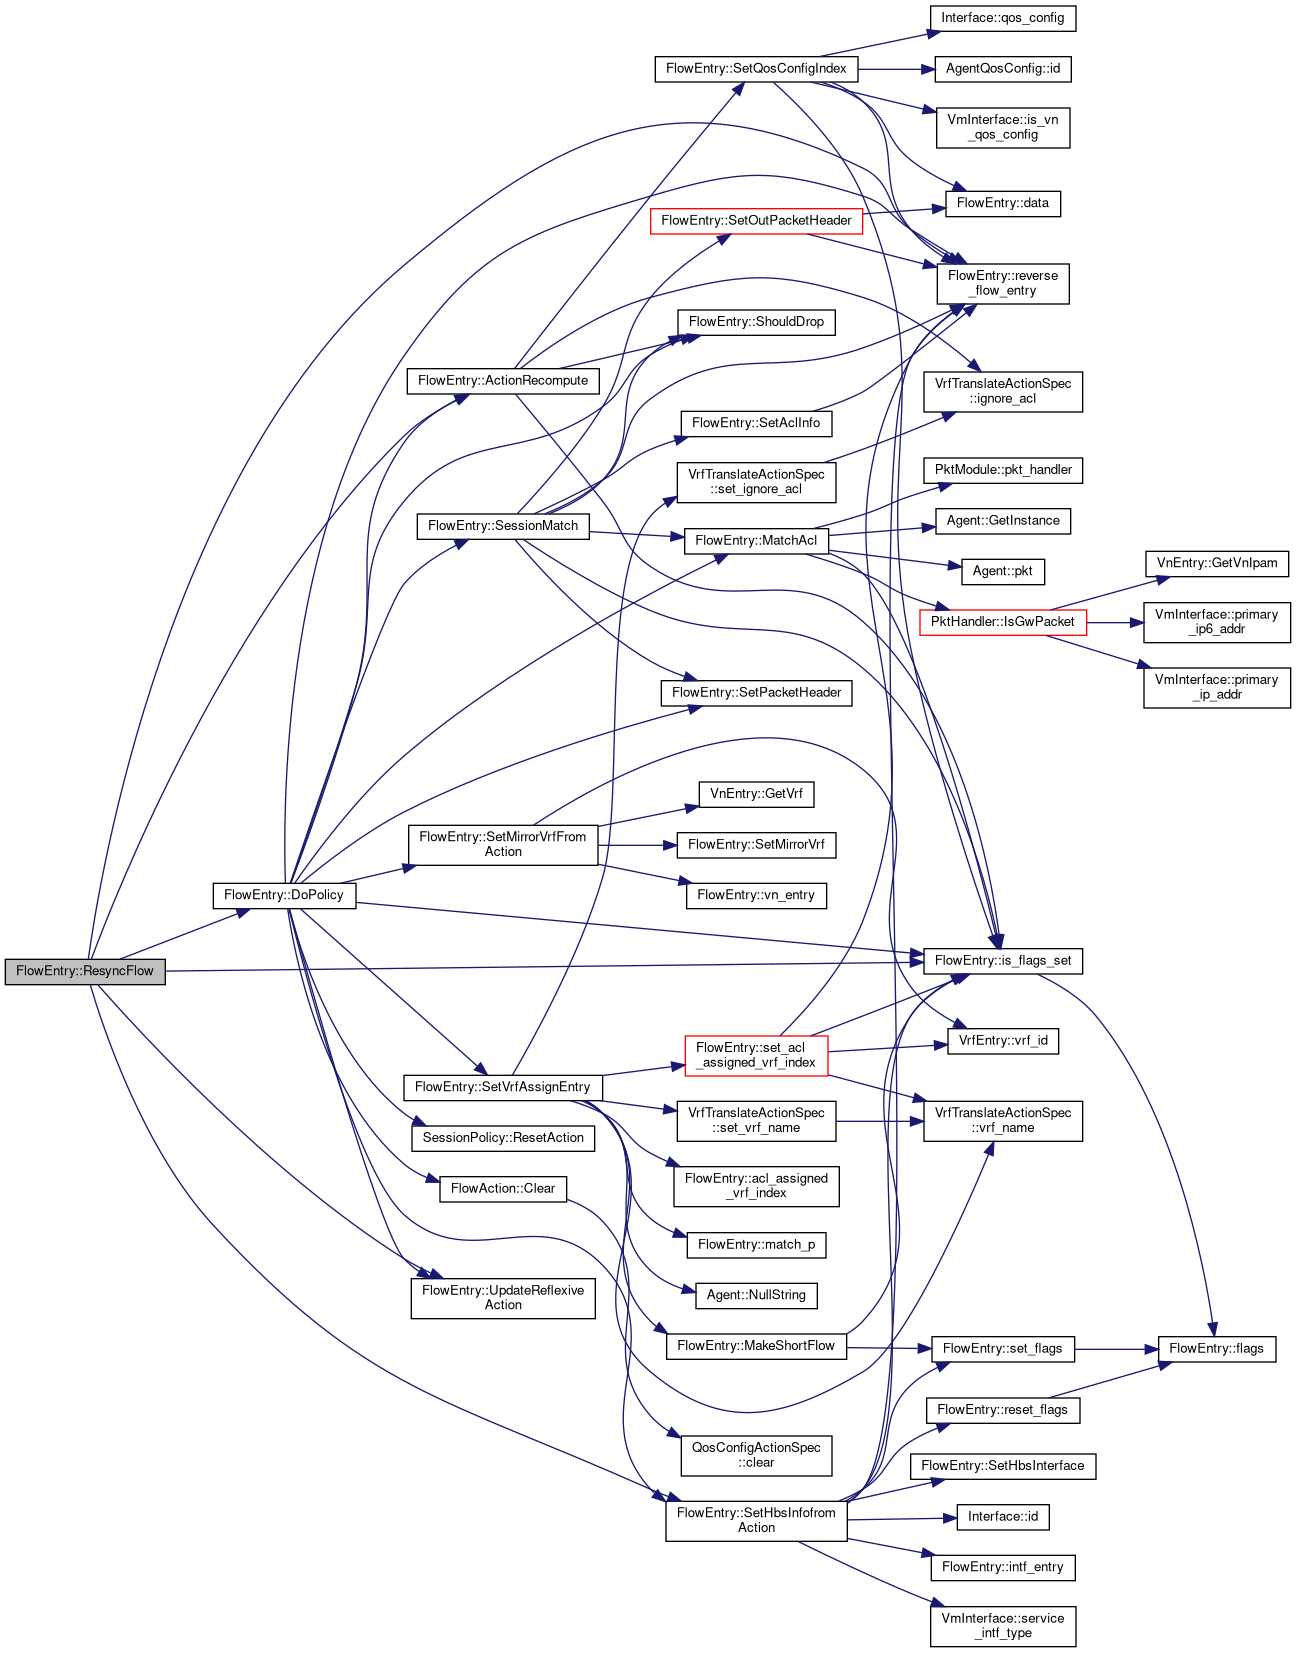 Interface::qos_config
FlowEntry::SetQosConfigIndex
AgentQosConfig::id
VmInterface::is_vn
_qos_config
FlowEntry::data
FlowEntry::SetOutPacketHeader
FlowEntry::reverse
_flow_entry
FlowEntry::ShouldDrop
FlowEntry::ActionRecompute
VrfTranslateActionSpec
::ignore_acl
FlowEntry::SetAclInfo
VrfTranslateActionSpec
::set_ignore_acl
PktModule::pkt_handler
FlowEntry::SessionMatch
Agent::GetInstance
FlowEntry::MatchAcl
Agent::pkt
VnEntry::GetVnIpam
PktHandler::IsGwPacket
VmInterface::primary
_ip6_addr
VmInterface::primary
_ip_addr
FlowEntry::SetPacketHeader
VnEntry::GetVrf
FlowEntry::SetMirrorVrfFrom
Action
FlowEntry::SetMirrorVrf
FlowEntry::DoPolicy
FlowEntry::vn_entry
FlowEntry::ResyncFlow
FlowEntry::is_flags_set
FlowEntry::set_acl
_assigned_vrf_index
VrfEntry::vrf_id
FlowEntry::SetVrfAssignEntry
VrfTranslateActionSpec
::set_vrf_name
VrfTranslateActionSpec
::vrf_name
SessionPolicy::ResetAction
FlowEntry::acl_assigned
_vrf_index
FlowAction::Clear
FlowEntry::match_p
FlowEntry::UpdateReflexive
Action
Agent::NullString
FlowEntry::MakeShortFlow
FlowEntry::set_flags
FlowEntry::flags
FlowEntry::reset_flags
QosConfigActionSpec
::clear
FlowEntry::SetHbsInterface
FlowEntry::SetHbsInfofrom
Action
Interface::id
FlowEntry::intf_entry
VmInterface::service
_intf_type